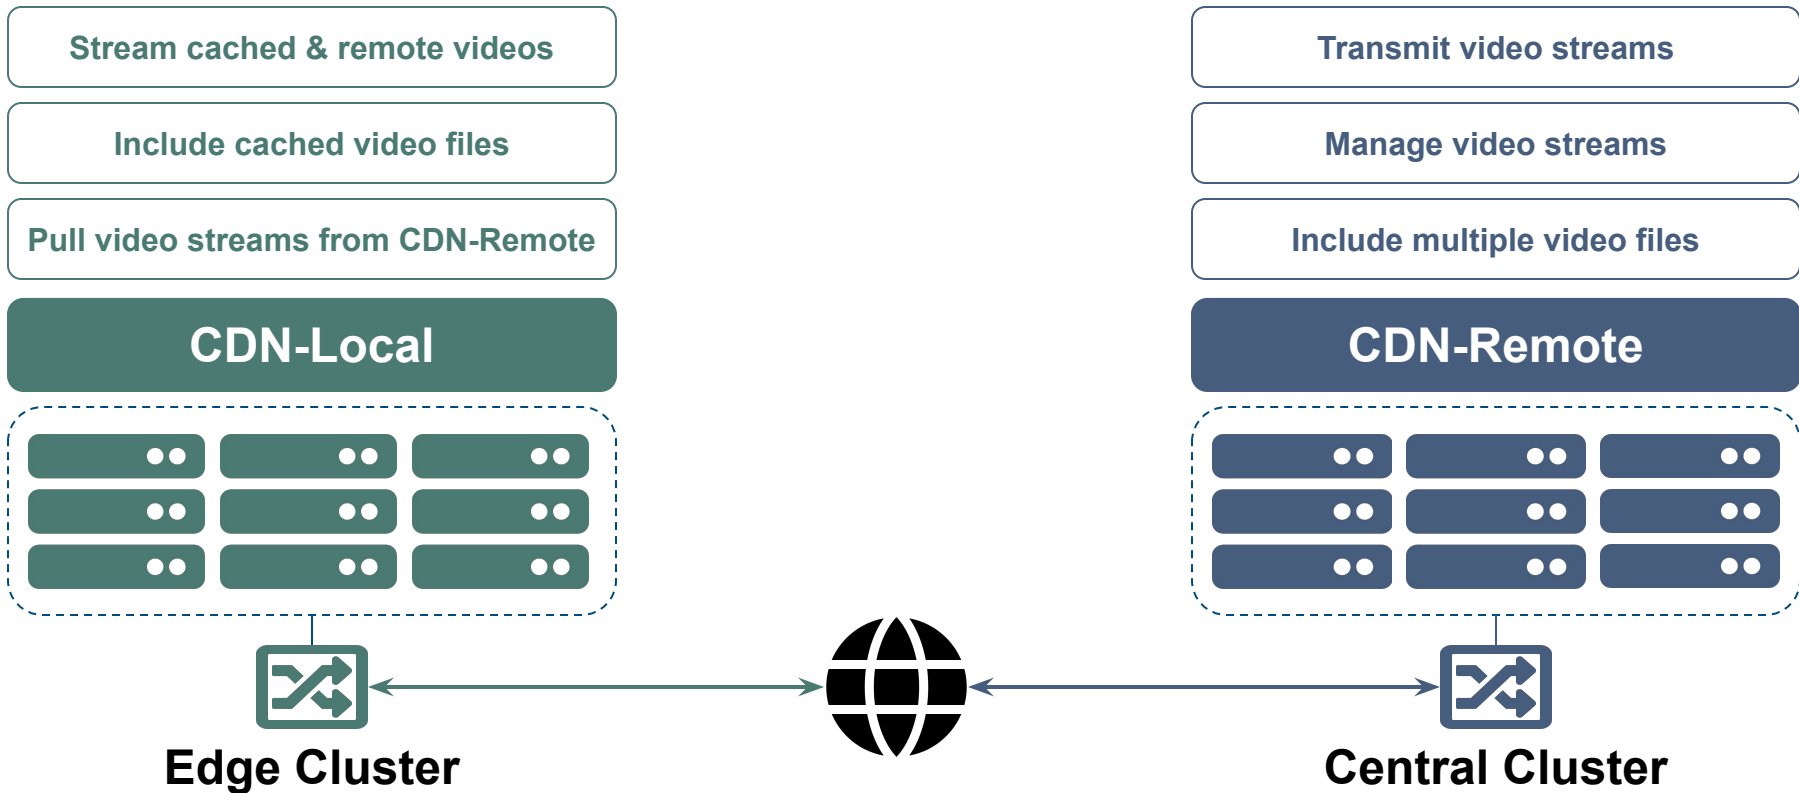 Stream cached & remote videos
Include cached video files
Pull video streams from CDN-Remote
CDN-Local
Edge Cluster
Transmit video streams
Manage video streams
Include multiple video files
CDN-Remote
Central Cluster